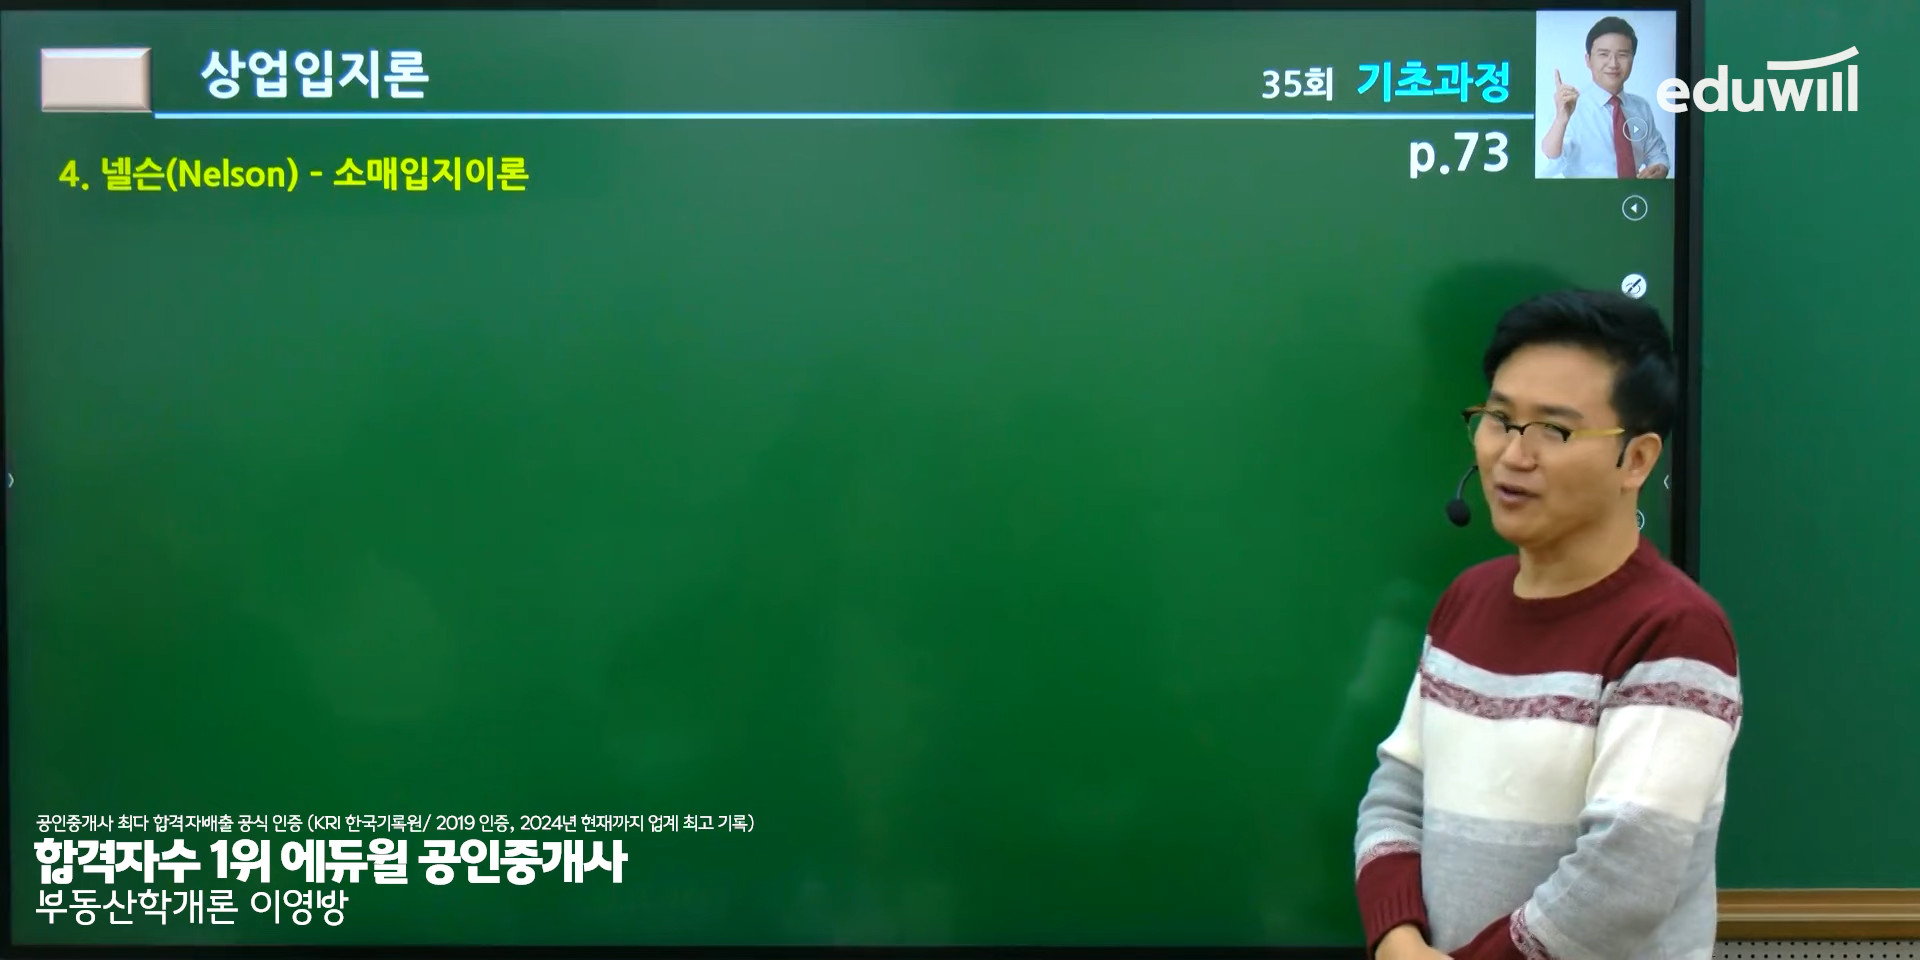 상업입지론
35회 기초과정
eduwill
p.73
4. 넬슨(Nelson) - 소매입지이론
공인중개사 최다 합격자배출 공식 인증 (KRI 한국기록원/ 2019 인증, 2024년 현재까지 업계 최고 기록)
합격자수 1위 에듀윌 공인중개사
부동산학개론 이영방